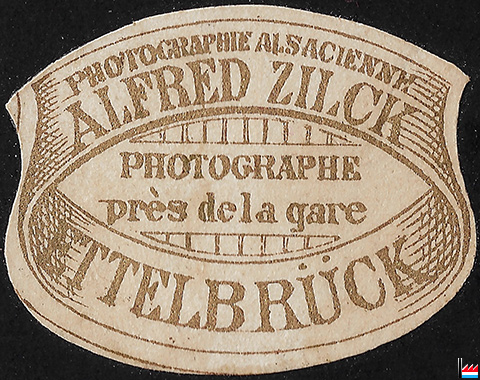 PHOTOGRAPHIE ALSACIENNE
ALFRED ZILCK
PHOTOGRAPHE
près de la gare
ETTELBRÜCK